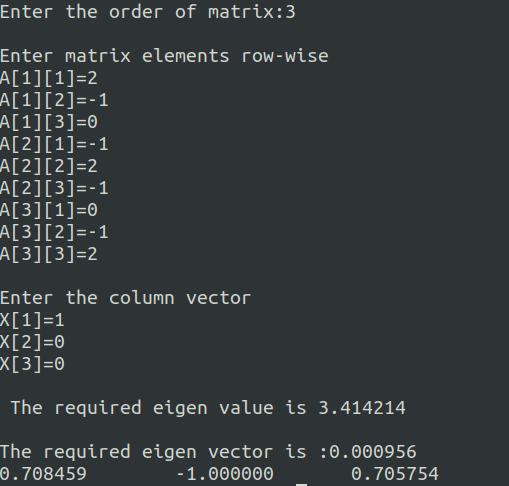 Enter the order of matrix:3
Enter matrix elements row-wise
A[1][1]=2
A[1][2]=-1
A[1][3]=0
A[2][1]=-1
A[2][2]=2
A[2][3]=-1
A[3][1]=0
A[3][2]=-1
A[3][3]=2
Enter the column vector
X[1]=1
X[2]=0
X[3]=0
The required eigen value is 3.414214
The required eigen vector is :0.000956
0.708459 -1.000000 0.705754